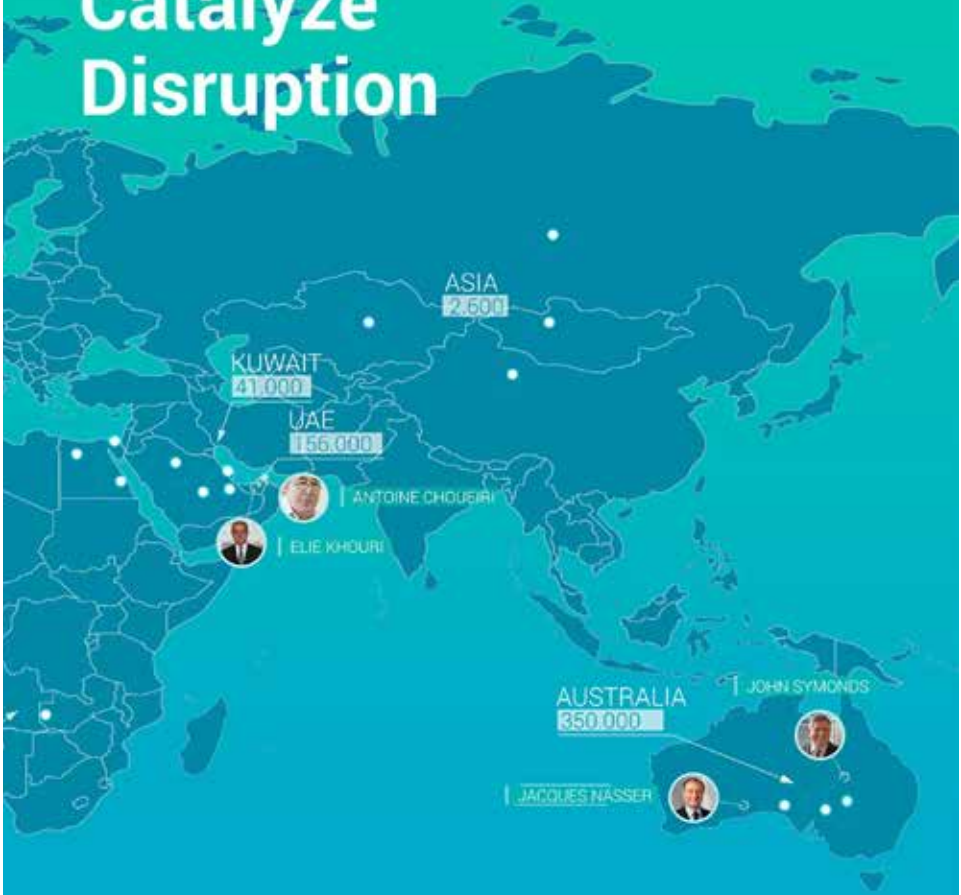 Catalyze
Disruption
ASIA
2.600
KUWAIT
41.000
UAE
156.000
ANTOINE CHOUEIRI
ELIE KHOURI
JOHN SYMONDS
AUSTRALIA
350.000
JACQUES NASSER